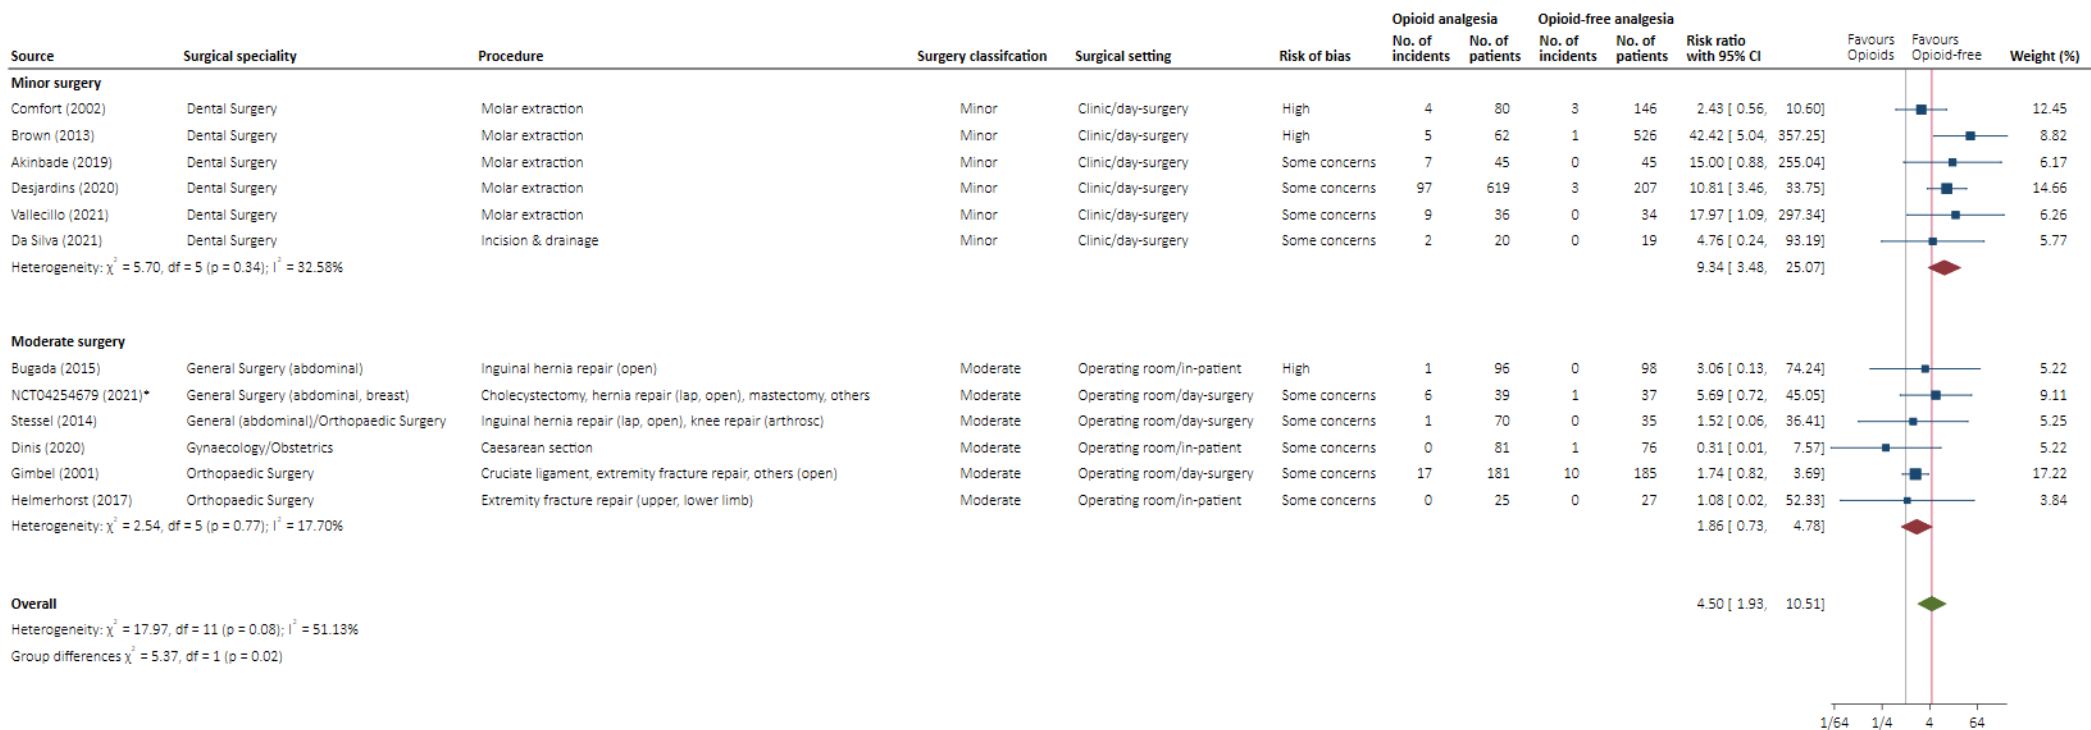 Opioid analgesia Opioid-free analgesia
Source Surgical speciality Procedure Surgery classifcation Surgical setting Risk of bias No. of incidents No. of patients No. of incidents No. of patients Risk ratio with 95% CI Favours Opioids Favours Opioid-free Weight (%)
Minor surgery
Comfort (2002) Dental Surgery Molar extraction Minor Clinic/day-surgery High 4 80 3 146 2.43 [ 0.56, 10.60] 12.45
Brown (2013) Dental Surgery Molar extraction Minor Clinic/day-surgery High 5 62 1 526 42.42 [ 5.04, 357.25] 8.82
Akinbade (2019) Dental Surgery Molar extraction Minor Clinic/day-surgery Some concerns 7 45 0 45 15.00 [ 0.88, 255.04] 6.17
Desjardins (2020) Dental Surgery Molar extraction Minor Clinic/day-surgery Some concerns 97 619 3 207 10.81 [ 3.46, 33.75] 14.66
Vallecillo (2021) Dental Surgery Molar extraction Minor Clinic/day-surgery Some concerns 9 36 0 34 17.97 [ 1.09, 297.34] 6.26
Da Silva (2021) Dental Surgery Incision & drainage Minor Clinic/day-surgery Some concerns 2 20 0 19 4.76 [ 0.24, 93.19] 5.77
Heterogeneity: χ² = 5.70, df = 5 (p = 0.34); I² = 32.58% 9.34 [ 3.48, 25.07]
Moderate surgery
Bugada (2015) General Surgery (abdominal) Inguinal hernia repair (open) Moderate Operating room/in-patient High 1 96 0 98 3.06 [ 0.13, 74.24] 5.22
NCT04254679 (2021)* General Surgery (abdominal, breast) Cholecystectomy, hernia repair (lap, open), mastectomy, others Moderate Operating room/day-surgery Some concerns 6 39 1 37 5.69 [ 0.72, 45.05] 9.11
Stessel (2014) General (abdominal)/Orthopaedic Surgery Inguinal hernia repair (lap, open), knee repair (arthrosc) Moderate Operating room/day-surgery Some concerns 1 70 0 35 1.52 [ 0.06, 36.41] 5.25
Dinis (2020) Gynaecology/Obstetrics Caesarean section Moderate Operating room/in-patient Some concerns 0 81 1 76 0.31 [ 0.01, 7.57] 5.22
Gimbel (2001) Orthopaedic Surgery Cruciate ligament, extremity fracture repair, others (open) Moderate Operating room/day-surgery Some concerns 17 181 10 185 1.74 [ 0.82, 3.69] 17.22
Helmerhorst (2017) Orthopaedic Surgery Extremity fracture repair (upper, lower limb) Moderate Operating room/in-patient Some concerns 0 25 0 27 1.08 [ 0.02, 52.33] 3.84
Heterogeneity: χ² = 2.54, df = 5 (p = 0.77); I² = 17.70% 1.86 [ 0.73, 4.78]
Overall 4.50 [ 1.93, 10.51]
Heterogeneity: χ² = 17.97, df = 11 (p = 0.08); I² = 51.13%
Group differences χ² = 5.37, df = 1 (p = 0.02)
1/64 1/4 4 64